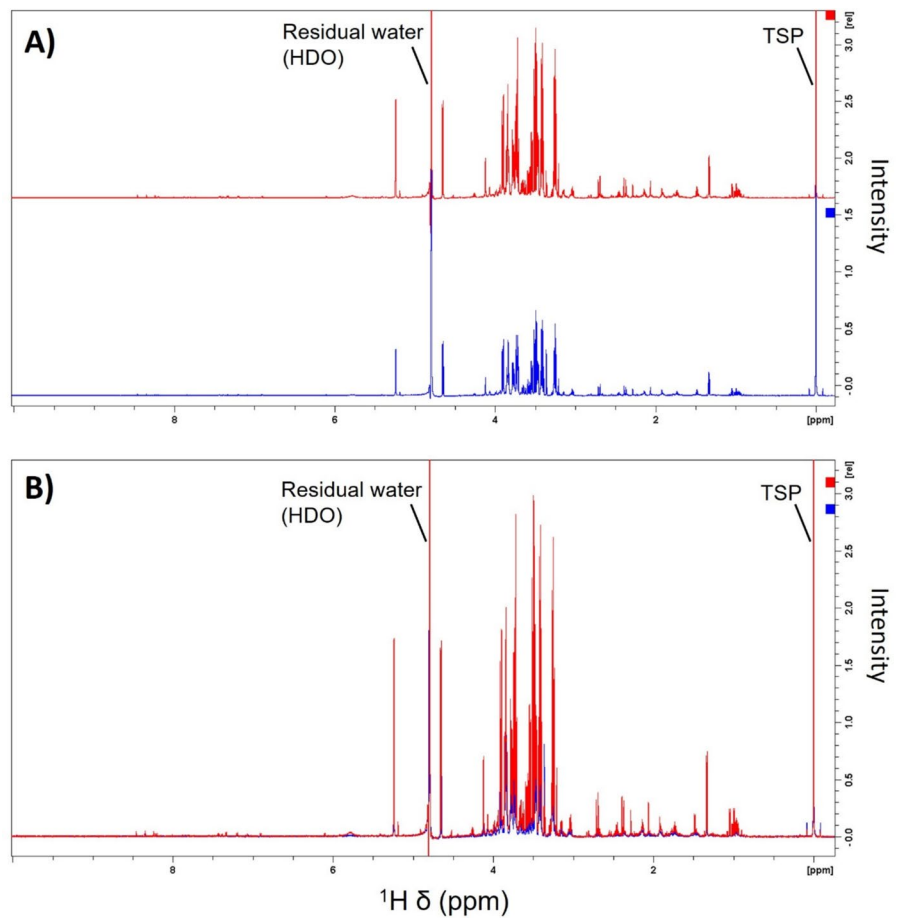 A)
Residual water
(HDO)
TSP
[rel]
3.0
2.5
2.0
1.5
1.0
0.5
- 0.0
Intensity
8
6
4
2
[ppm]
B)
Residual water
(HDO)
TSP
[rel]
3.0
2.5
2.0
1.5
1.0
0.5
- 0.0
Intensity
8
6
4
2
[ppm]
¹H δ (ppm)